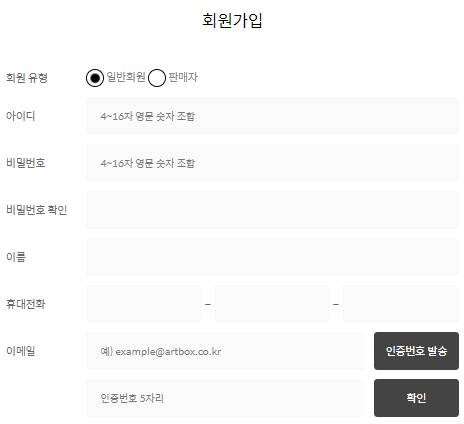 회원가입
회원 유형 일반회원 판매자
아이디 4~16자 영문 숫자 조합
비밀번호 4~16자 영문 숫자 조합
비밀번호 확인
이름
휴대전화 – –
이메일 예) example@artbox.co.kr 인증번호 발송
인증번호 5자리 확인